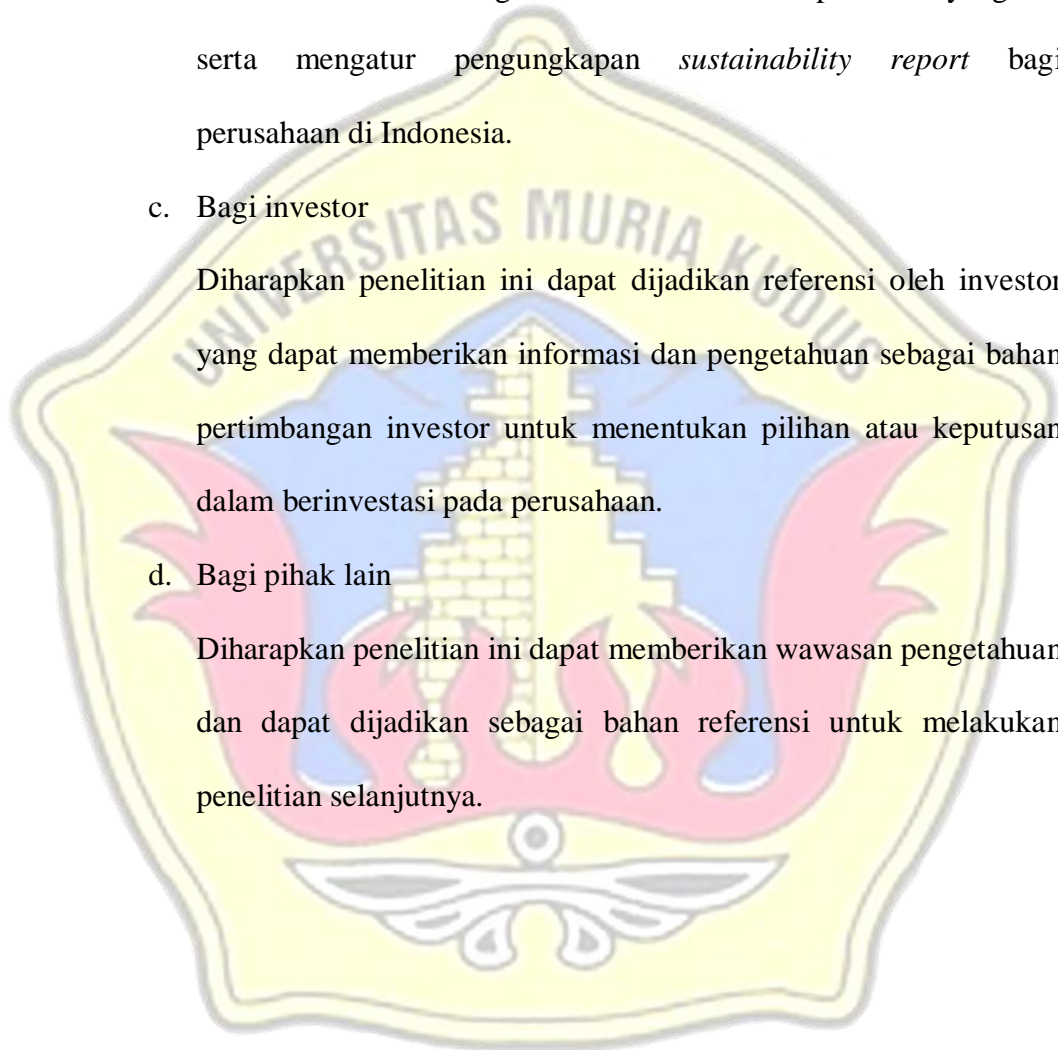 serta mengatur pengungkapan sustainability report bagi
perusahaan di Indonesia.
c. Bagi investor
UNIVERSITAS MURIA KUDUS
Diharapkan penelitian ini dapat dijadikan referensi oleh investor
yang dapat memberikan informasi dan pengetahuan sebagai bahan
pertimbangan investor untuk menentukan pilihan atau keputusan
dalam berinvestasi pada perusahaan.
d. Bagi pihak lain
Diharapkan penelitian ini dapat memberikan wawasan pengetahuan
dan dapat dijadikan sebagai bahan referensi untuk melakukan
penelitian selanjutnya.